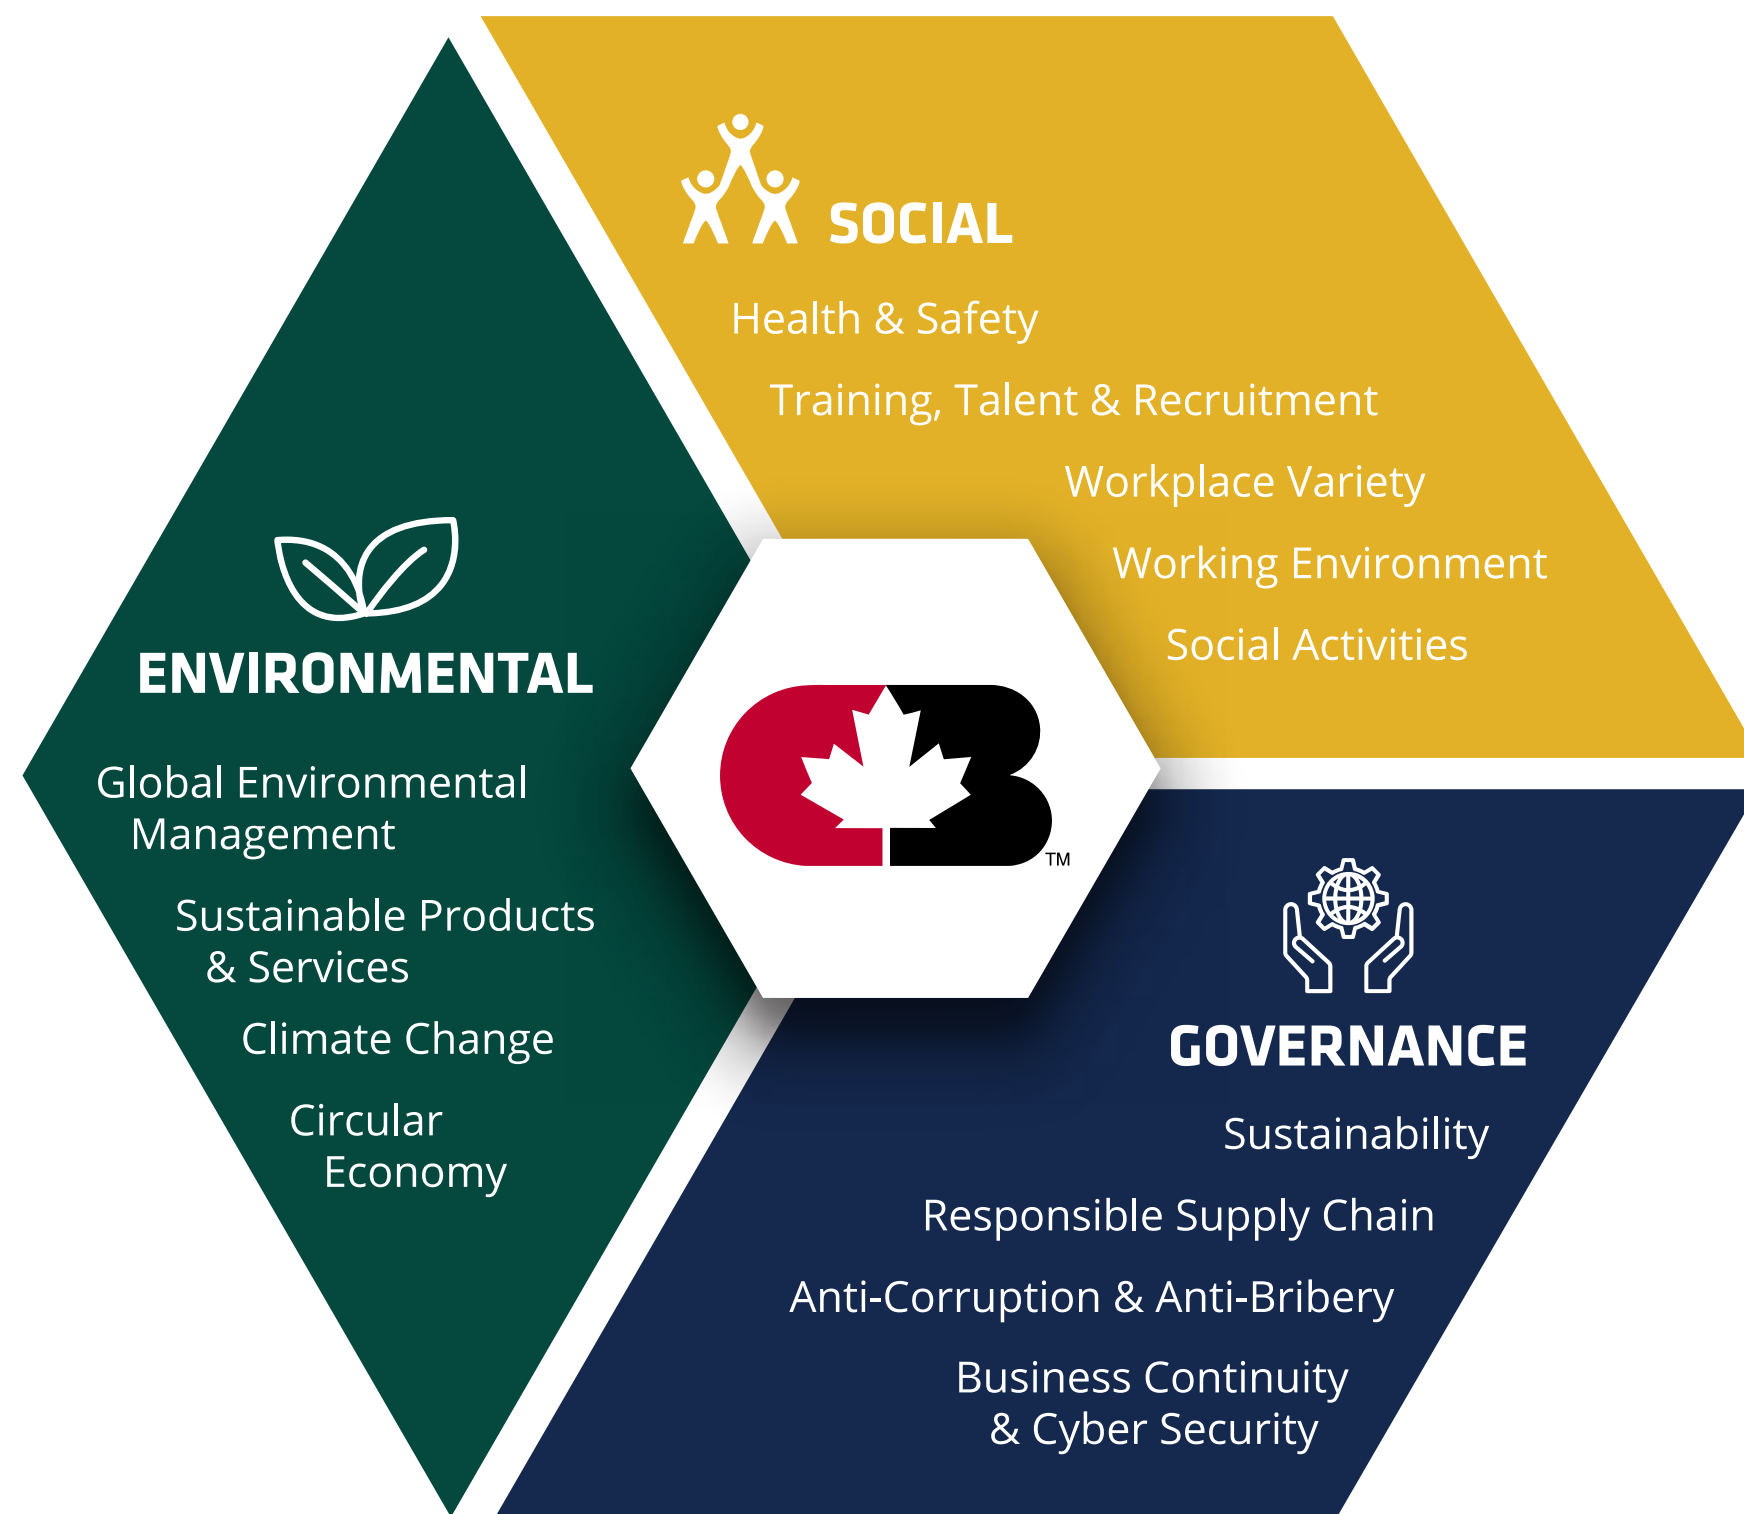 SOCIAL
Health & Safety
Training, Talent & Recruitment
Workplace Variety
Working Environment
Social Activities
ENVIRONMENTAL
Global Environmental
Management
Sustainable Products
& Services
Climate Change
Circular
Economy
CB
TM
GOVERNANCE
Sustainability
Responsible Supply Chain
Anti-Corruption & Anti-Bribery
Business Continuity
& Cyber Security